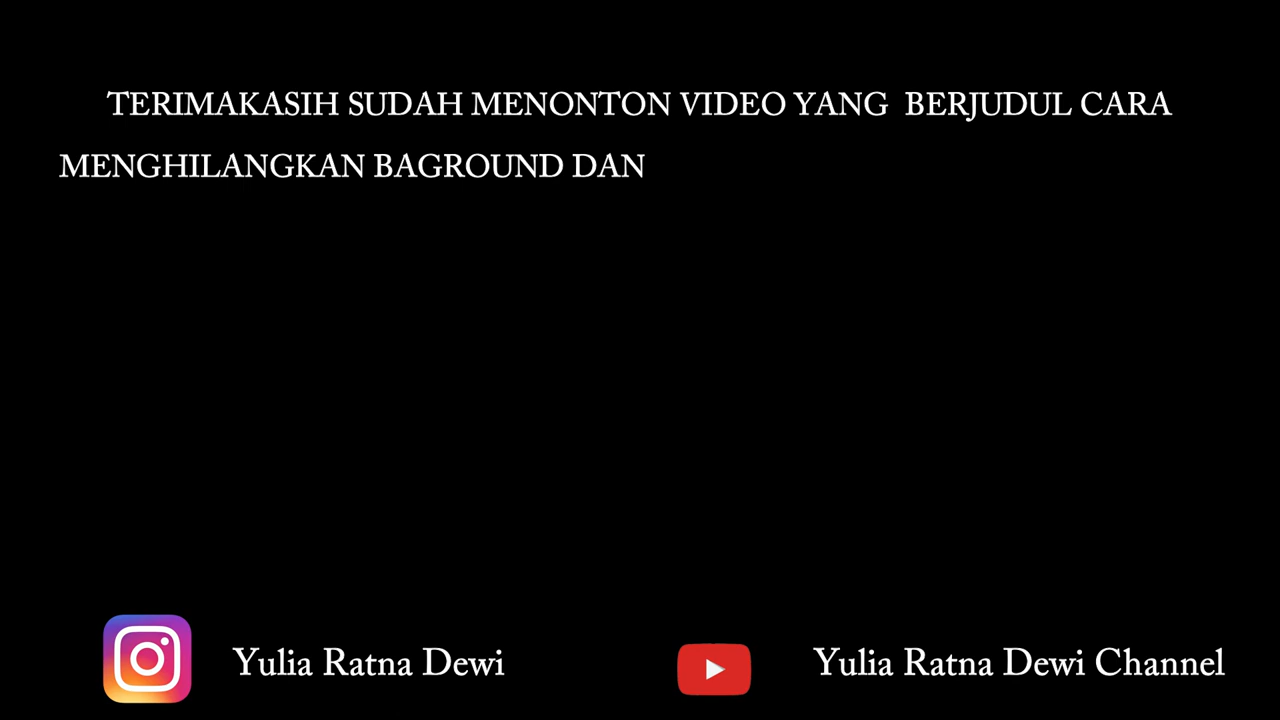 TERIMAKASIH SUDAH MENONTON VIDEO YANG BERJUDUL CARA
MENGHILANGKAN BAGROUND DAN
Yulia Ratna Dewi
Yulia Ratna Dewi Channel